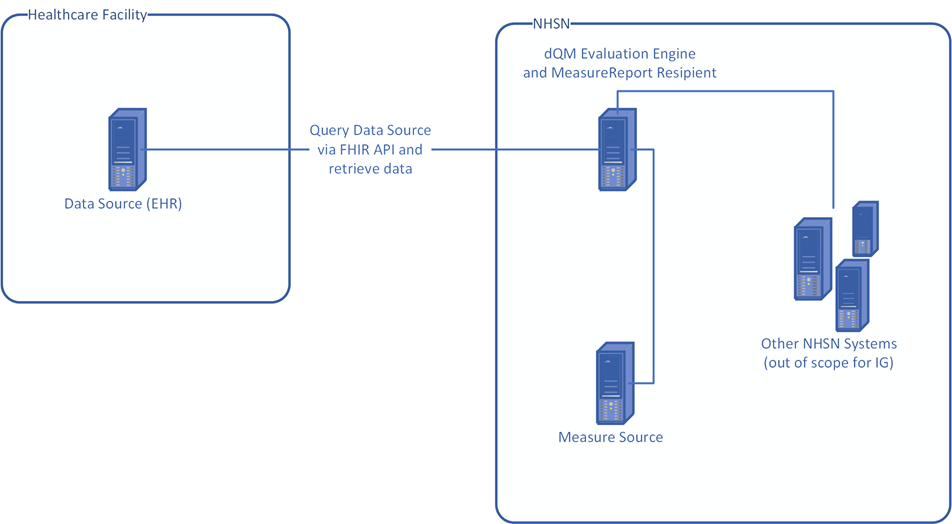 Healthcare Facility
NHSN
dQM Evaluation Engine
and MeasureReport Resipient
Query Data Source
via FHIR API and
retrieve data
Data Source (EHR)
Other NHSN Systems
(out of scope for IG)
Measure Source